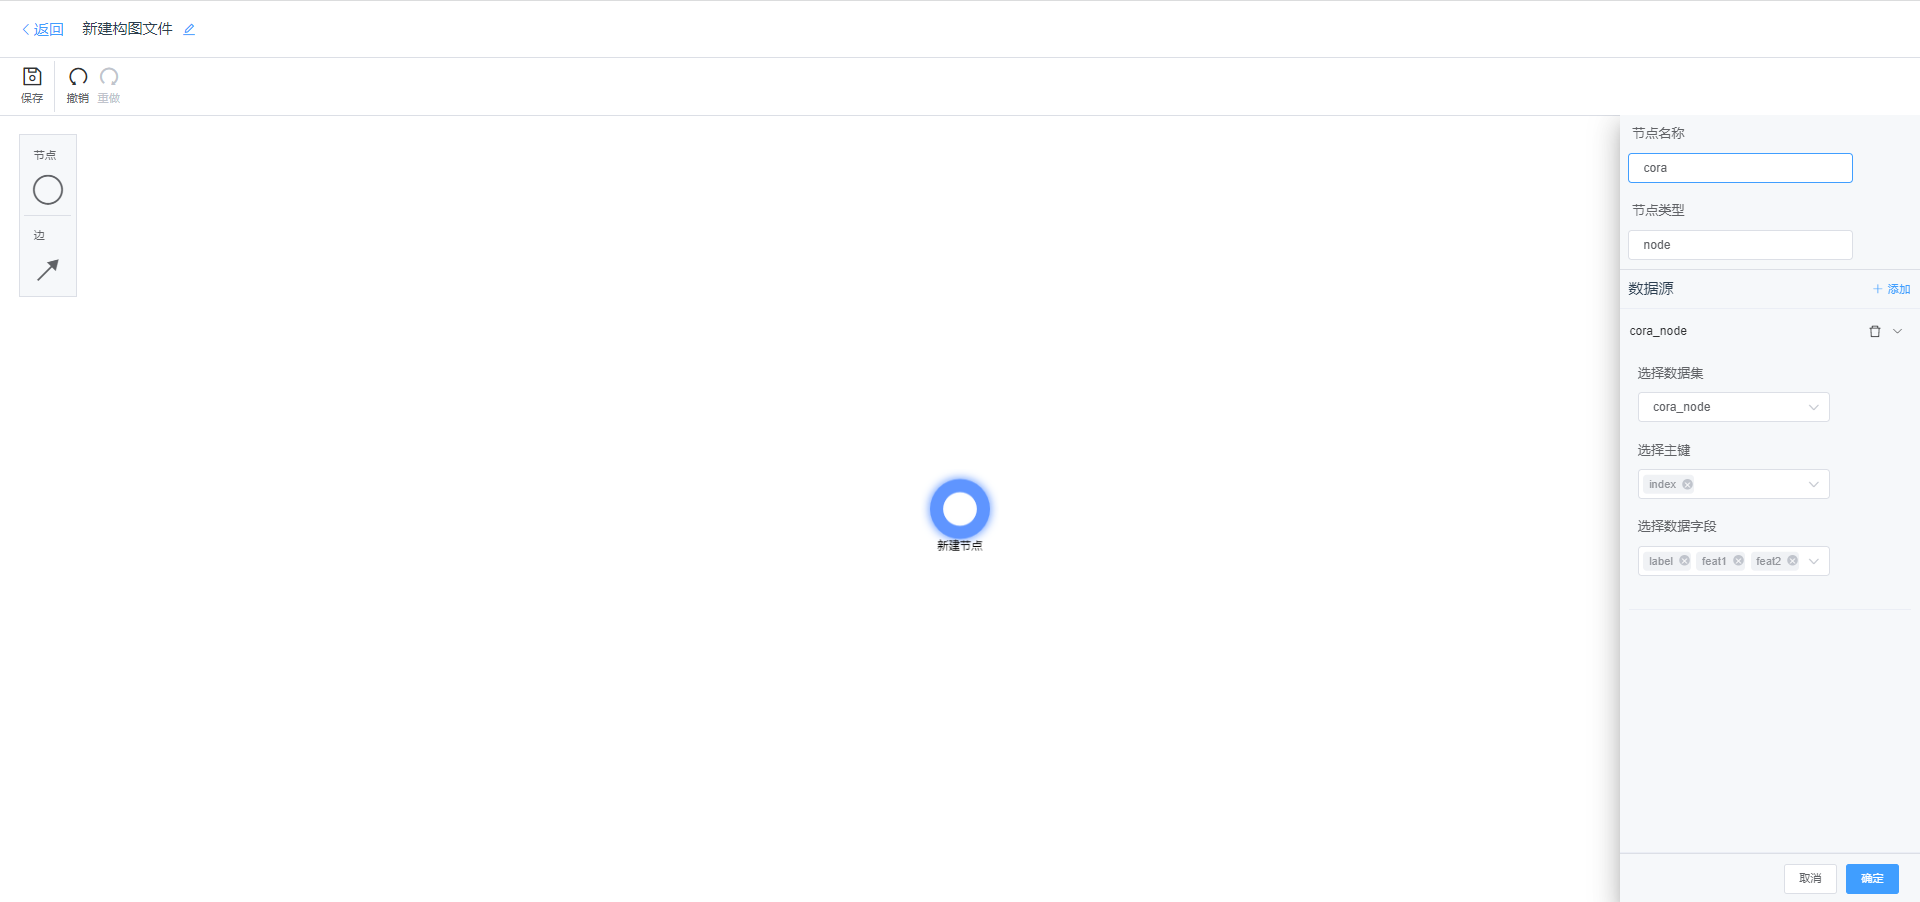 返回 新建构图文件
保存 撤销 重做
节点
边
新建节点
节点名称
cora
节点类型
node
数据源 + 添加
cora_node
选择数据集
cora_node
选择主键
index
选择数据字段
label feat1 feat2
取消 确定